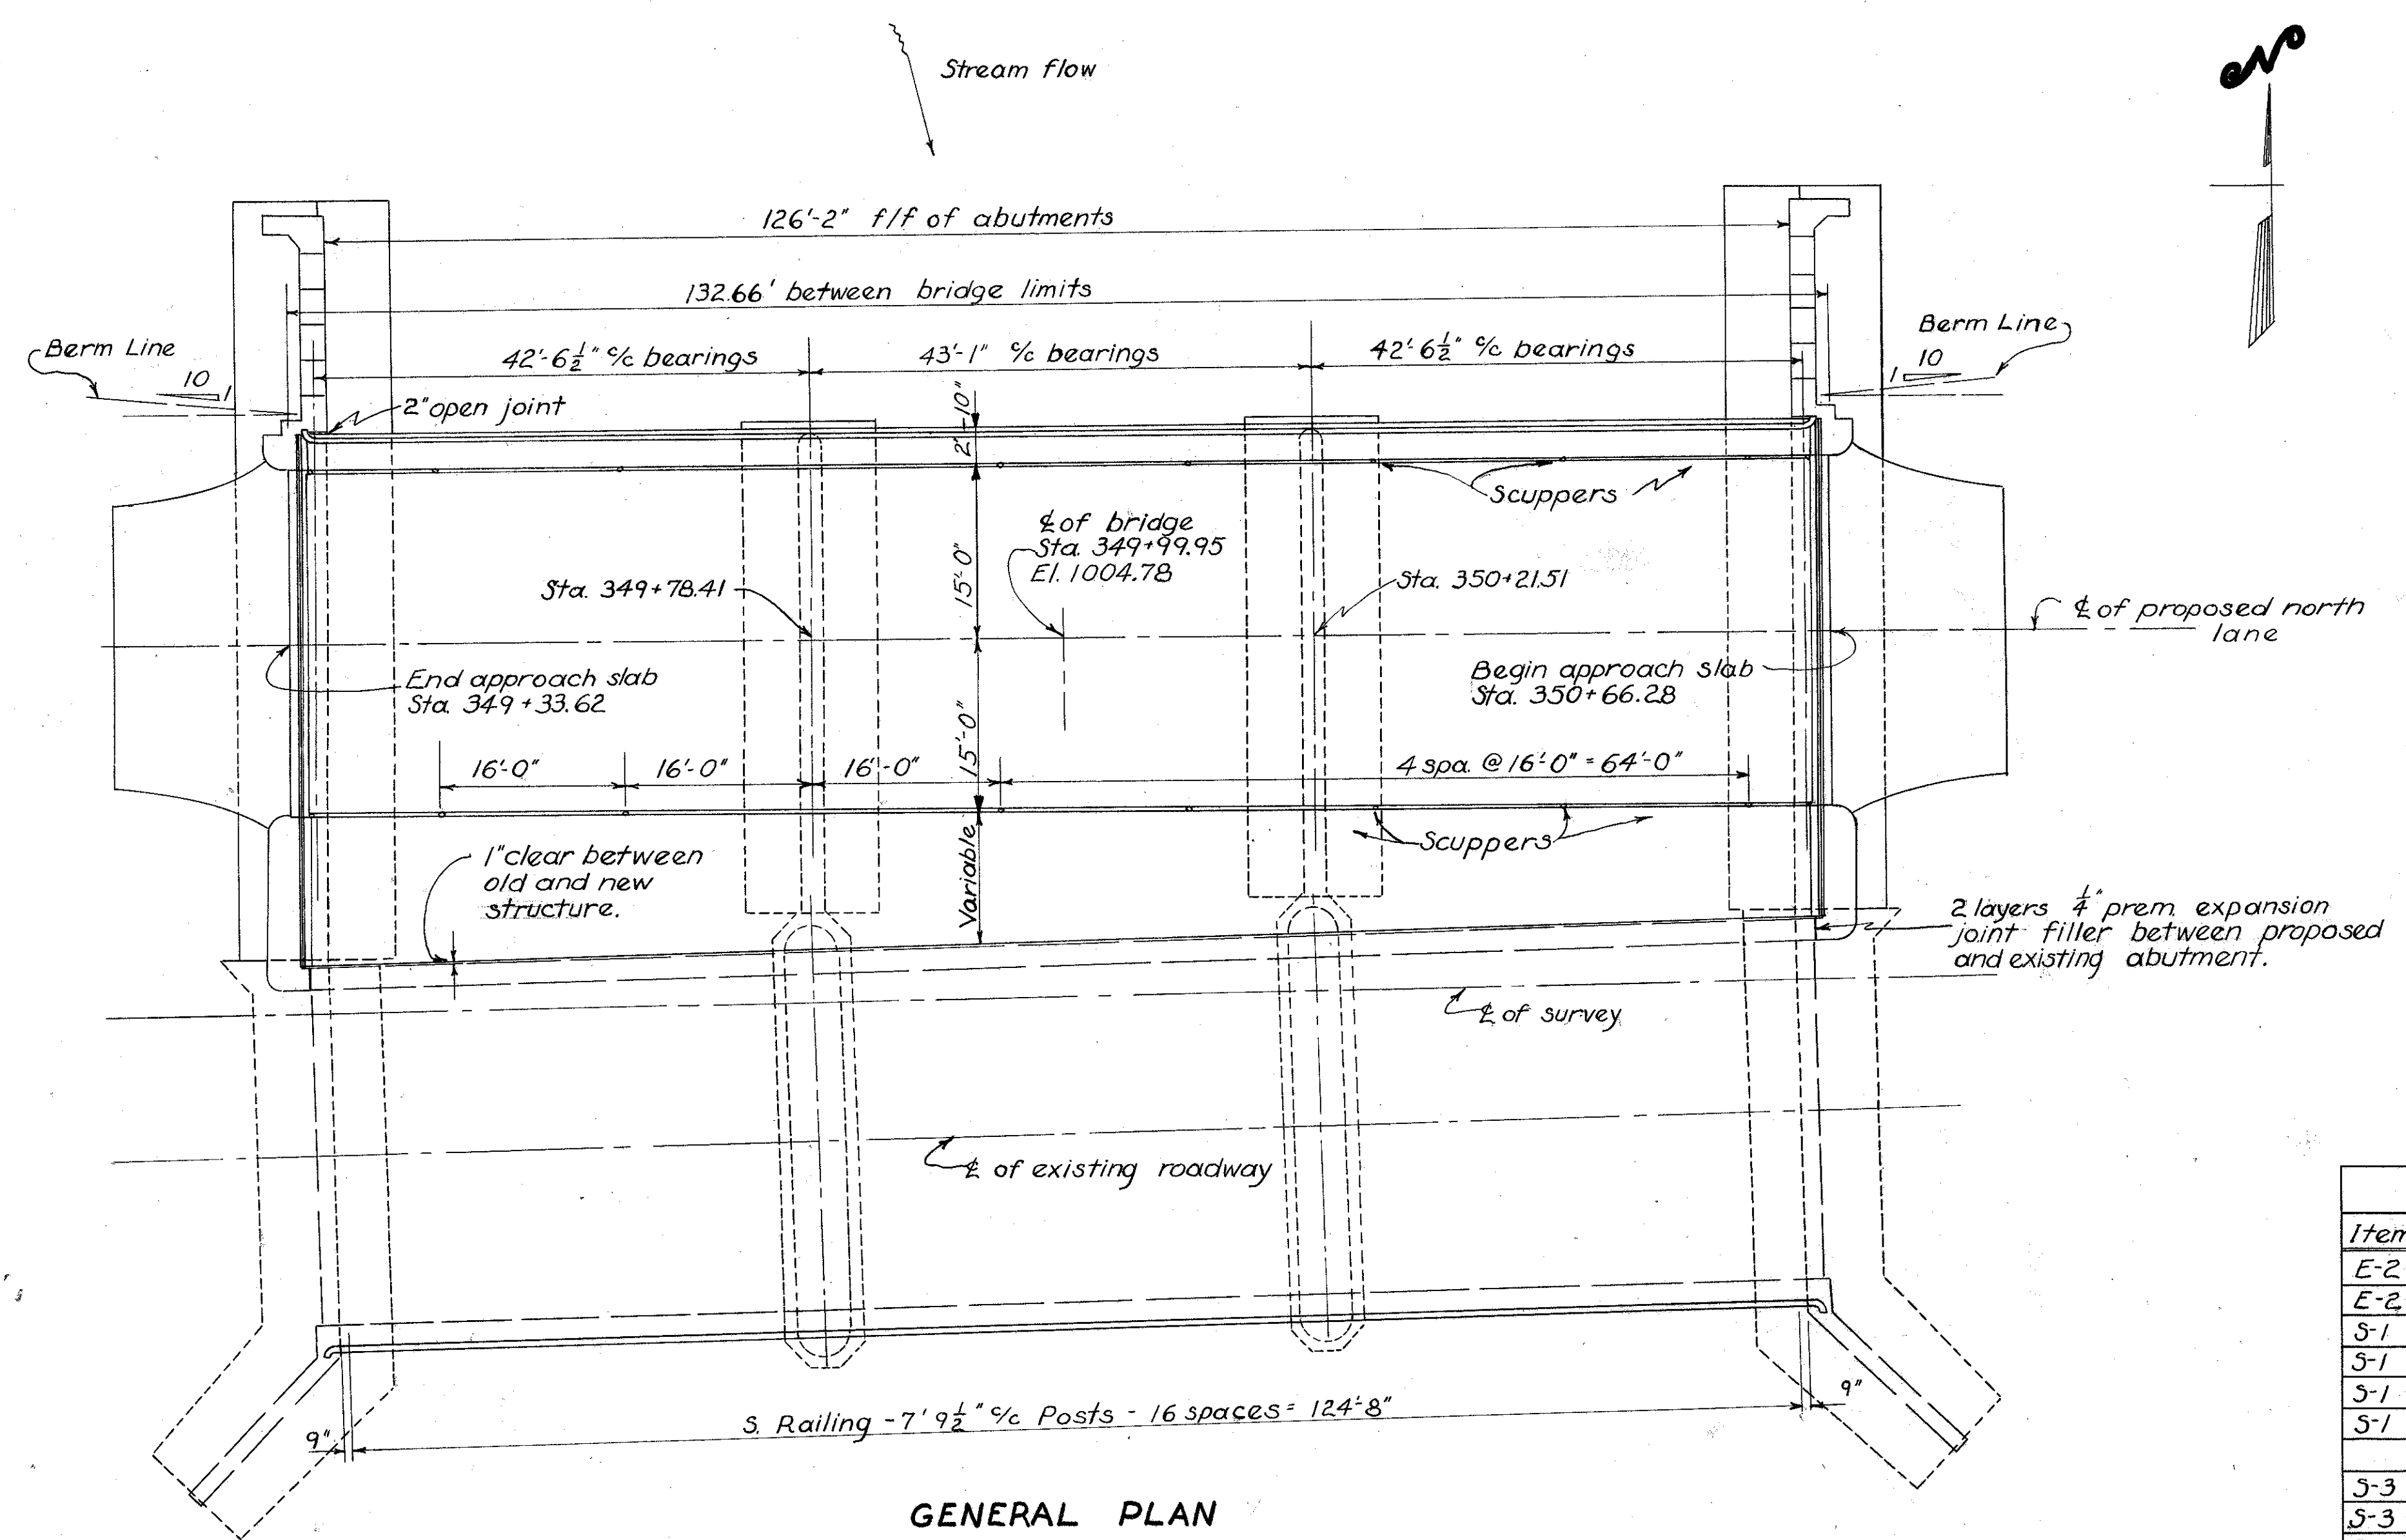 Stream flow
N
126'-2" f/f of abutments
132.66' between bridge limits
Berm Line
10
1
42'-6½" c/c bearings
43'-1" c/c bearings
42'-6½" c/c bearings
Berm Line
1
10
2" open joint
2'-10"
Scuppers
℄ of bridge
Sta. 349+99.95
El. 1004.78
15'-0"
Sta. 349+78.41
Sta. 350+21.51
℄ of proposed north
lane
End approach slab
Sta. 349+33.62
Begin approach slab
Sta. 350+66.28
15'-0"
16'-0"
16'-0"
16'-0"
4 spa. @ 16'-0" = 64'-0"
Scuppers
Variable
1" clear between
old and new
structure.
2 layers ¼" prem. expansion
joint filler between proposed
and existing abutment.
℄ of survey
℄ of existing roadway
Item
E-2
E-2
S-1
S-1
S-1
S-1
S-3
S-3
9"
S. Railing - 7' 9½" c/c Posts - 16 spaces = 124'-8"
9"
GENERAL PLAN